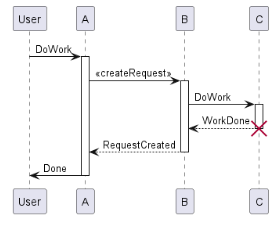 User A B C
DoWork
«createRequest»
DoWork
WorkDone
RequestCreated
Done
User A B C